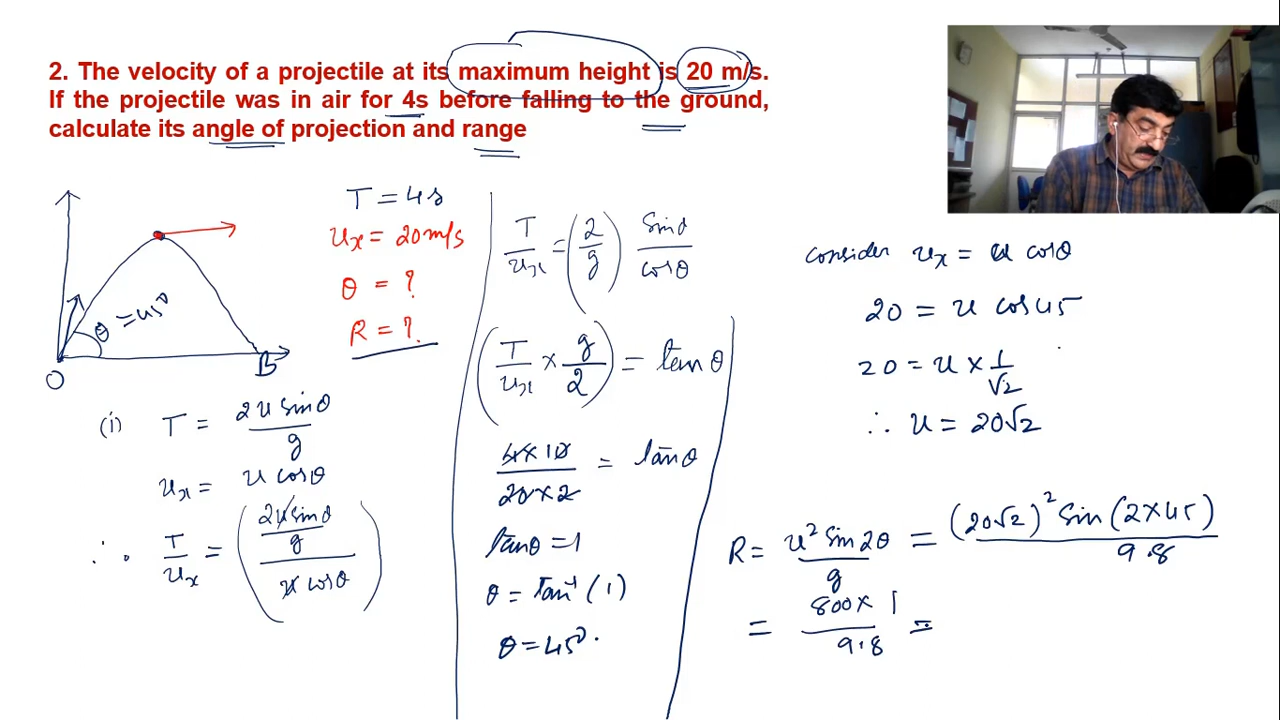 2. The velocity of a projectile at its maximum height is 20 m/s.
If the projectile was in air for 4s before falling to the ground,
calculate its angle of projection and range
θ = 45°
O
B
T = 4s
ux = 20m/s
θ = ?
R = ?
(i) T = 2u sinθ / g
ux = u cosθ
∴ T/ux = ( (2u sinθ / g) / (u cosθ) )
T/ux = (2/g) sinθ/cosθ
(T/ux × g/2) = tanθ
4×10 / 20×2 = tanθ
tanθ = 1
θ = tan⁻¹(1)
θ = 45°.
consider ux = u cosθ
20 = u cos45
20 = u × 1/√2
∴ u = 20√2
R = u² sin2θ / g = (20√2)² sin(2×45) / 9.8
= 800 × 1 / 9.8 =